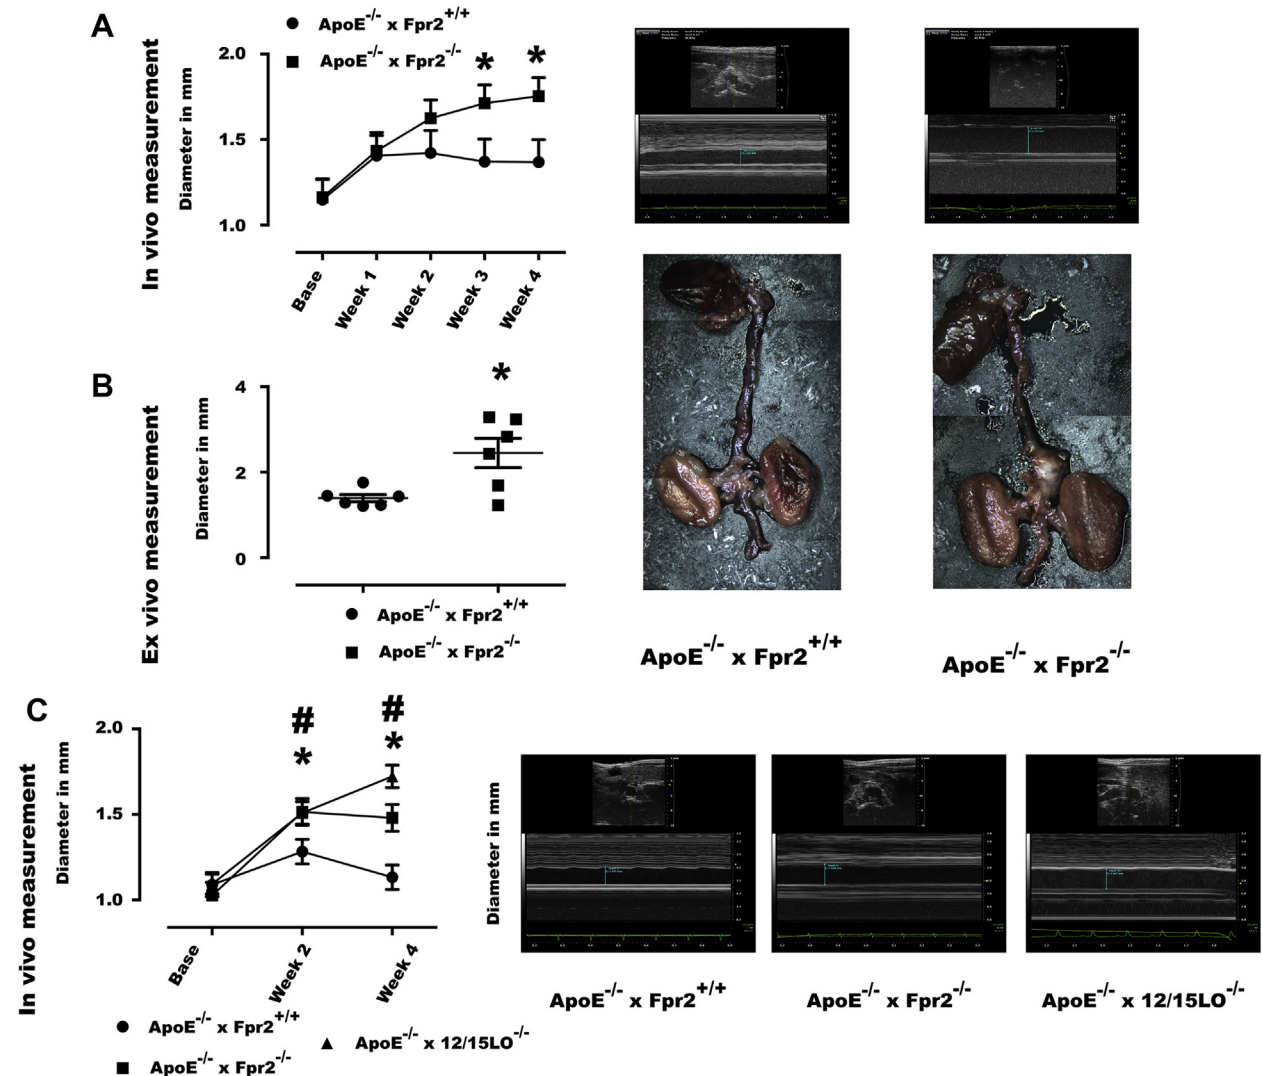 A
ApoE-/- x Fpr2+/+
ApoE-/- x Fpr2-/-
In vivo measurement
Diameter in mm
2.0
1.5
1.0
* *
Base
Week 1
Week 2
Week 3
Week 4
B
Ex vivo measurement
Diameter in mm
4
2
0
*
ApoE-/- x Fpr2+/+
ApoE-/- x Fpr2-/-
ApoE-/- x Fpr2+/+
ApoE-/- x Fpr2-/-
C
In vivo measurement
Diameter in mm
2.0
1.5
1.0
# #
* *
Base
Week 2
Week 4
ApoE-/- x Fpr2+/+
ApoE-/- x Fpr2-/-
ApoE-/- x 12/15LO-/-
Diameter in mm
ApoE-/- x Fpr2+/+
ApoE-/- x Fpr2-/-
ApoE-/- x 12/15LO-/-